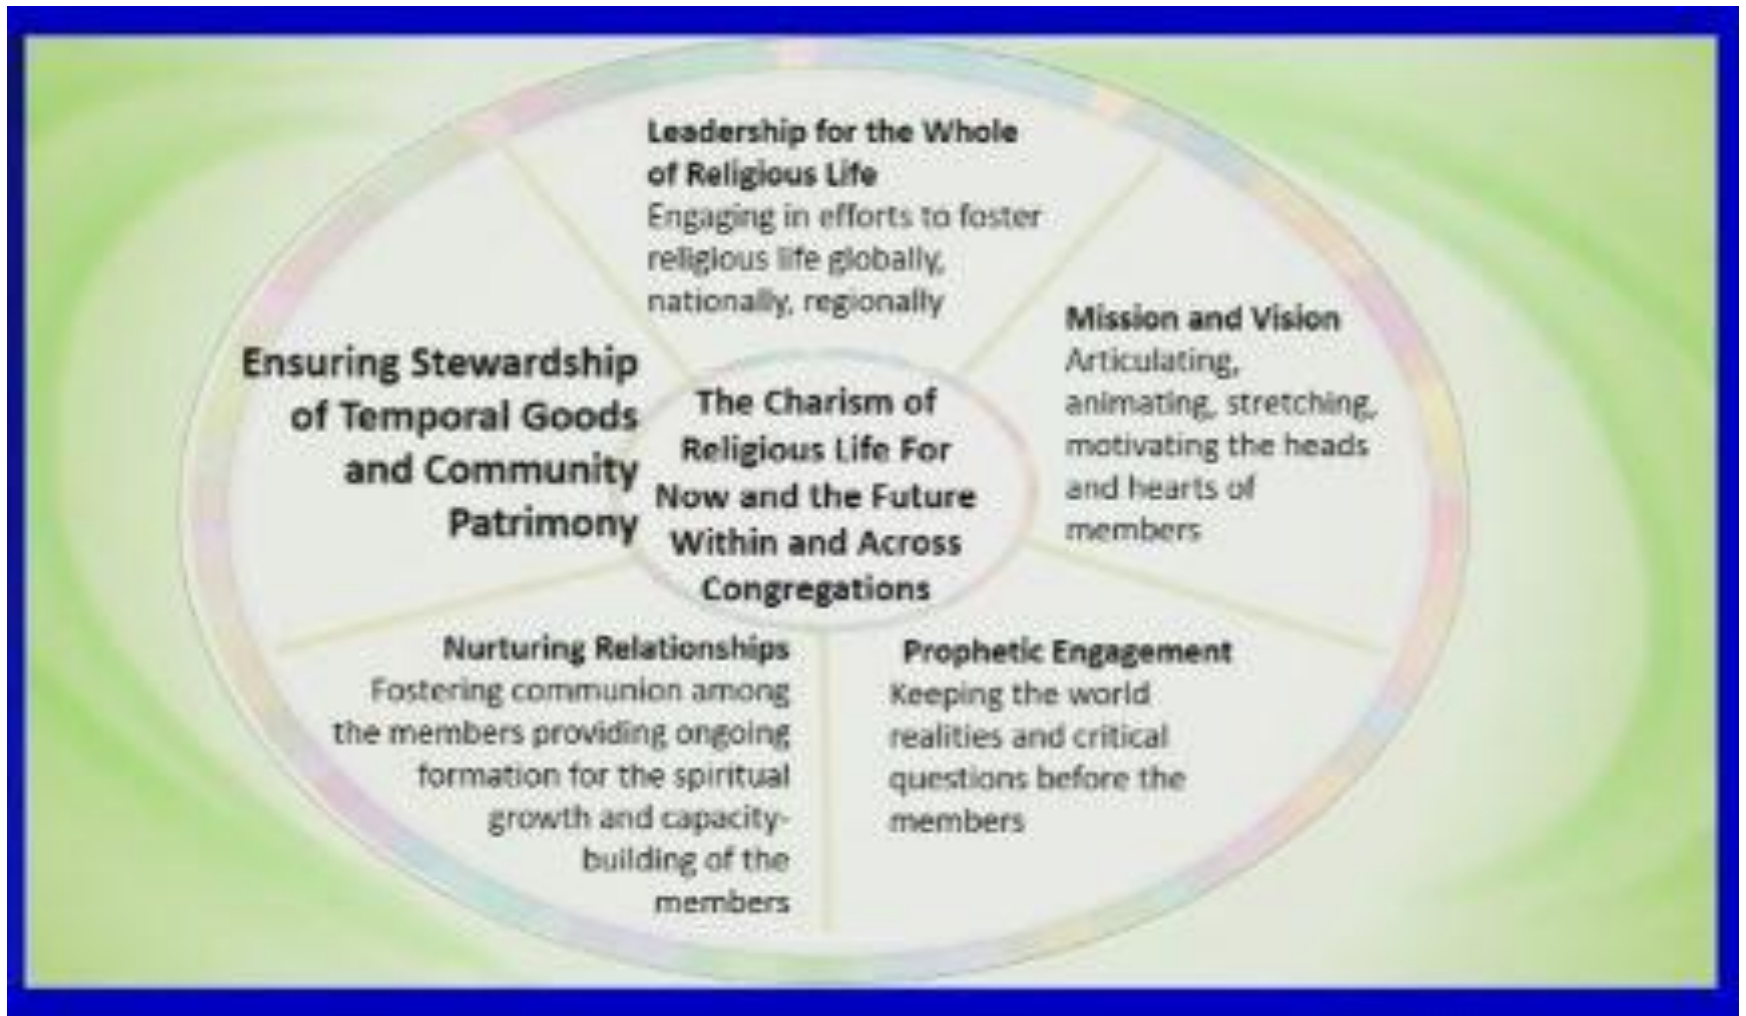 Leadership for the Whole
of Religious Life
Engaging in efforts to foster
religious life globally,
nationally, regionally
Mission and Vision
Articulating,
animating, stretching,
motivating the heads
and hearts of
members
Ensuring Stewardship
of Temporal Goods
and Community
Patrimony
The Charism of
Religious Life For
Now and the Future
Within and Across
Congregations
Nurturing Relationships
Fostering communion among
the members providing ongoing
formation for the spiritual
growth and capacity-
building of the
members
Prophetic Engagement
Keeping the world
realities and critical
questions before the
members